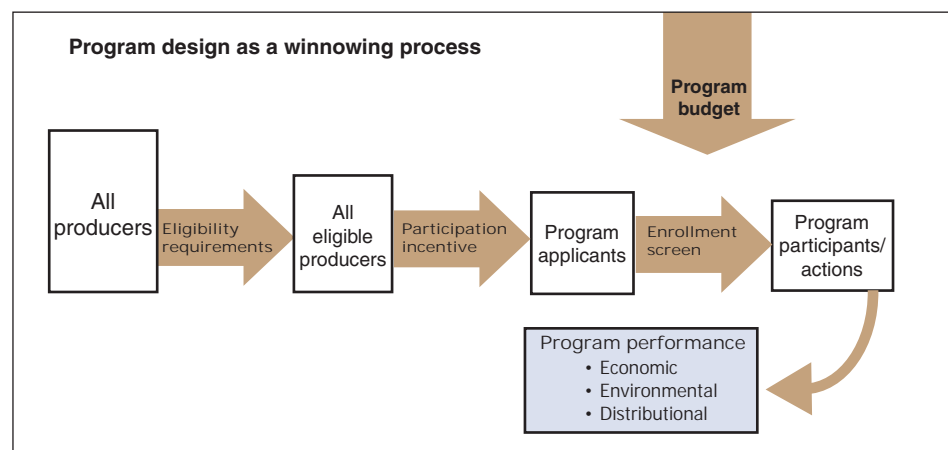 Program design as a winnowing process
Program
budget
All
producers
Eligibility
requirements
All
eligible
producers
Participation
incentive
Program
applicants
Enrollment
screen
Program
participants/
actions
Program performance
• Economic
• Environmental
• Distributional